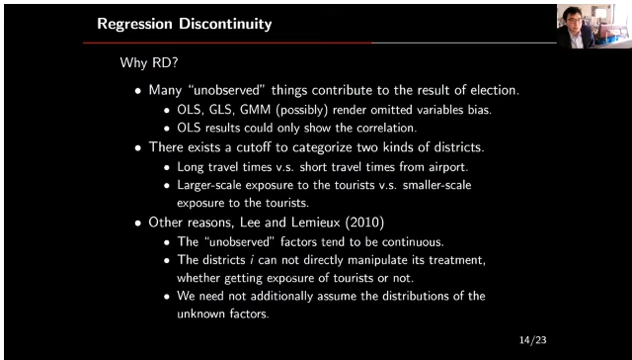 Regression Discontinuity
Why RD?
• Many “unobserved” things contribute to the result of election.
• OLS, GLS, GMM (possibly) render omitted variables bias.
• OLS results could only show the correlation.
• There exists a cutoff to categorize two kinds of districts.
• Long travel times v.s. short travel times from airport.
• Larger-scale exposure to the tourists v.s. smaller-scale
exposure to the tourists.
• Other reasons, Lee and Lemieux (2010)
• The “unobserved” factors tend to be continuous.
• The districts i can not directly manipulate its treatment,
whether getting exposure of tourists or not.
• We need not additionally assume the distributions of the
unknown factors.
14/23